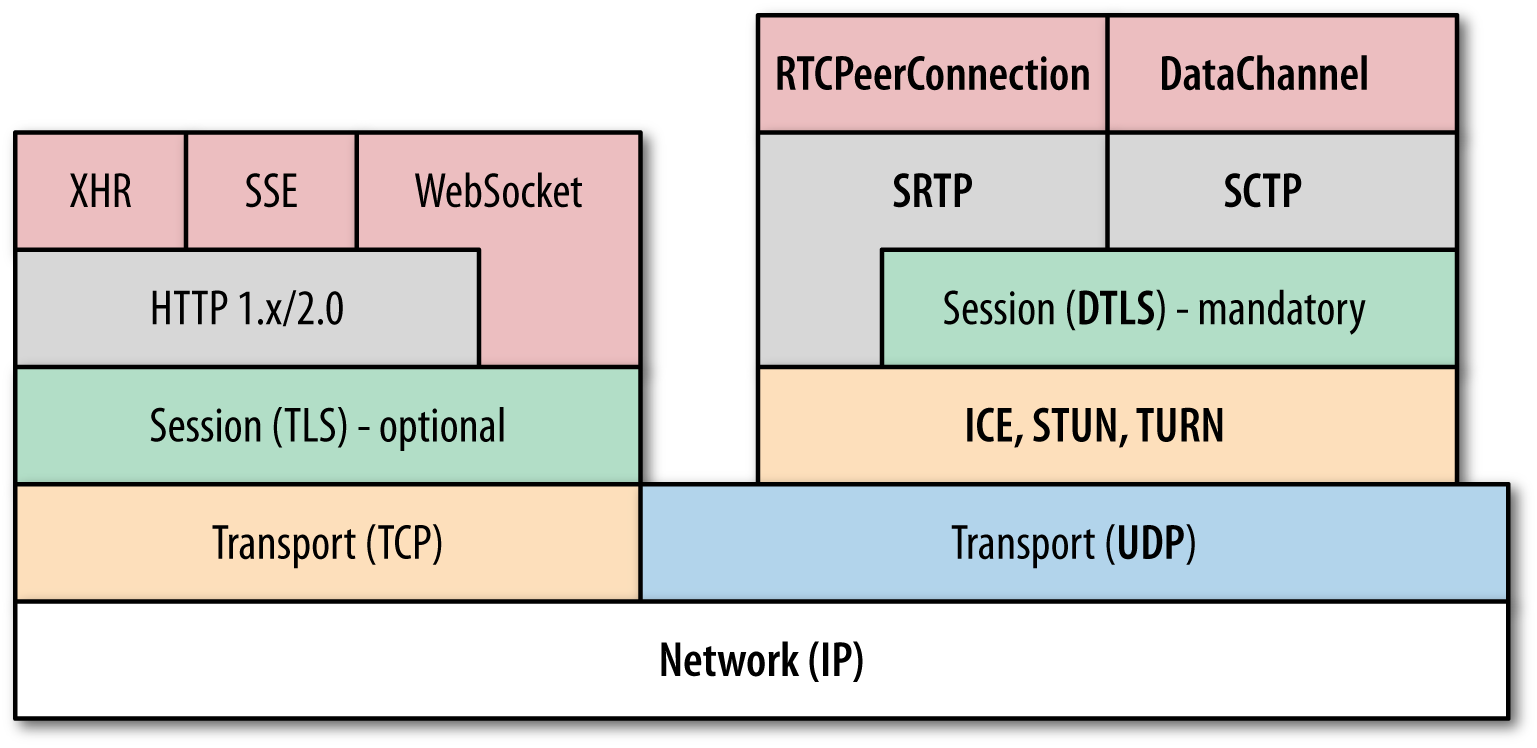 RTCPeerConnection
DataChannel
XHR
SSE
WebSocket
SRTP
SCTP
HTTP 1.x/2.0
Session (DTLS) - mandatory
Session (TLS) - optional
ICE, STUN, TURN
Transport (TCP)
Transport (UDP)
Network (IP)